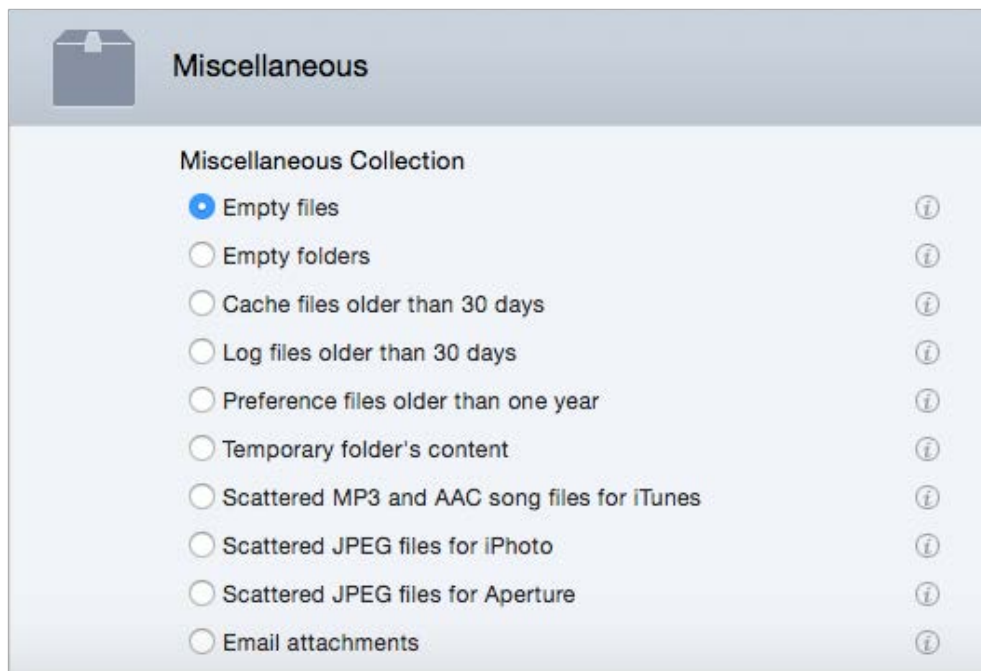 Miscellaneous
Miscellaneous Collection
Empty files
Empty folders
Cache files older than 30 days
Log files older than 30 days
Preference files older than one year
Temporary folder's content
Scattered MP3 and AAC song files for iTunes
Scattered JPEG files for iPhoto
Scattered JPEG files for Aperture
Email attachments